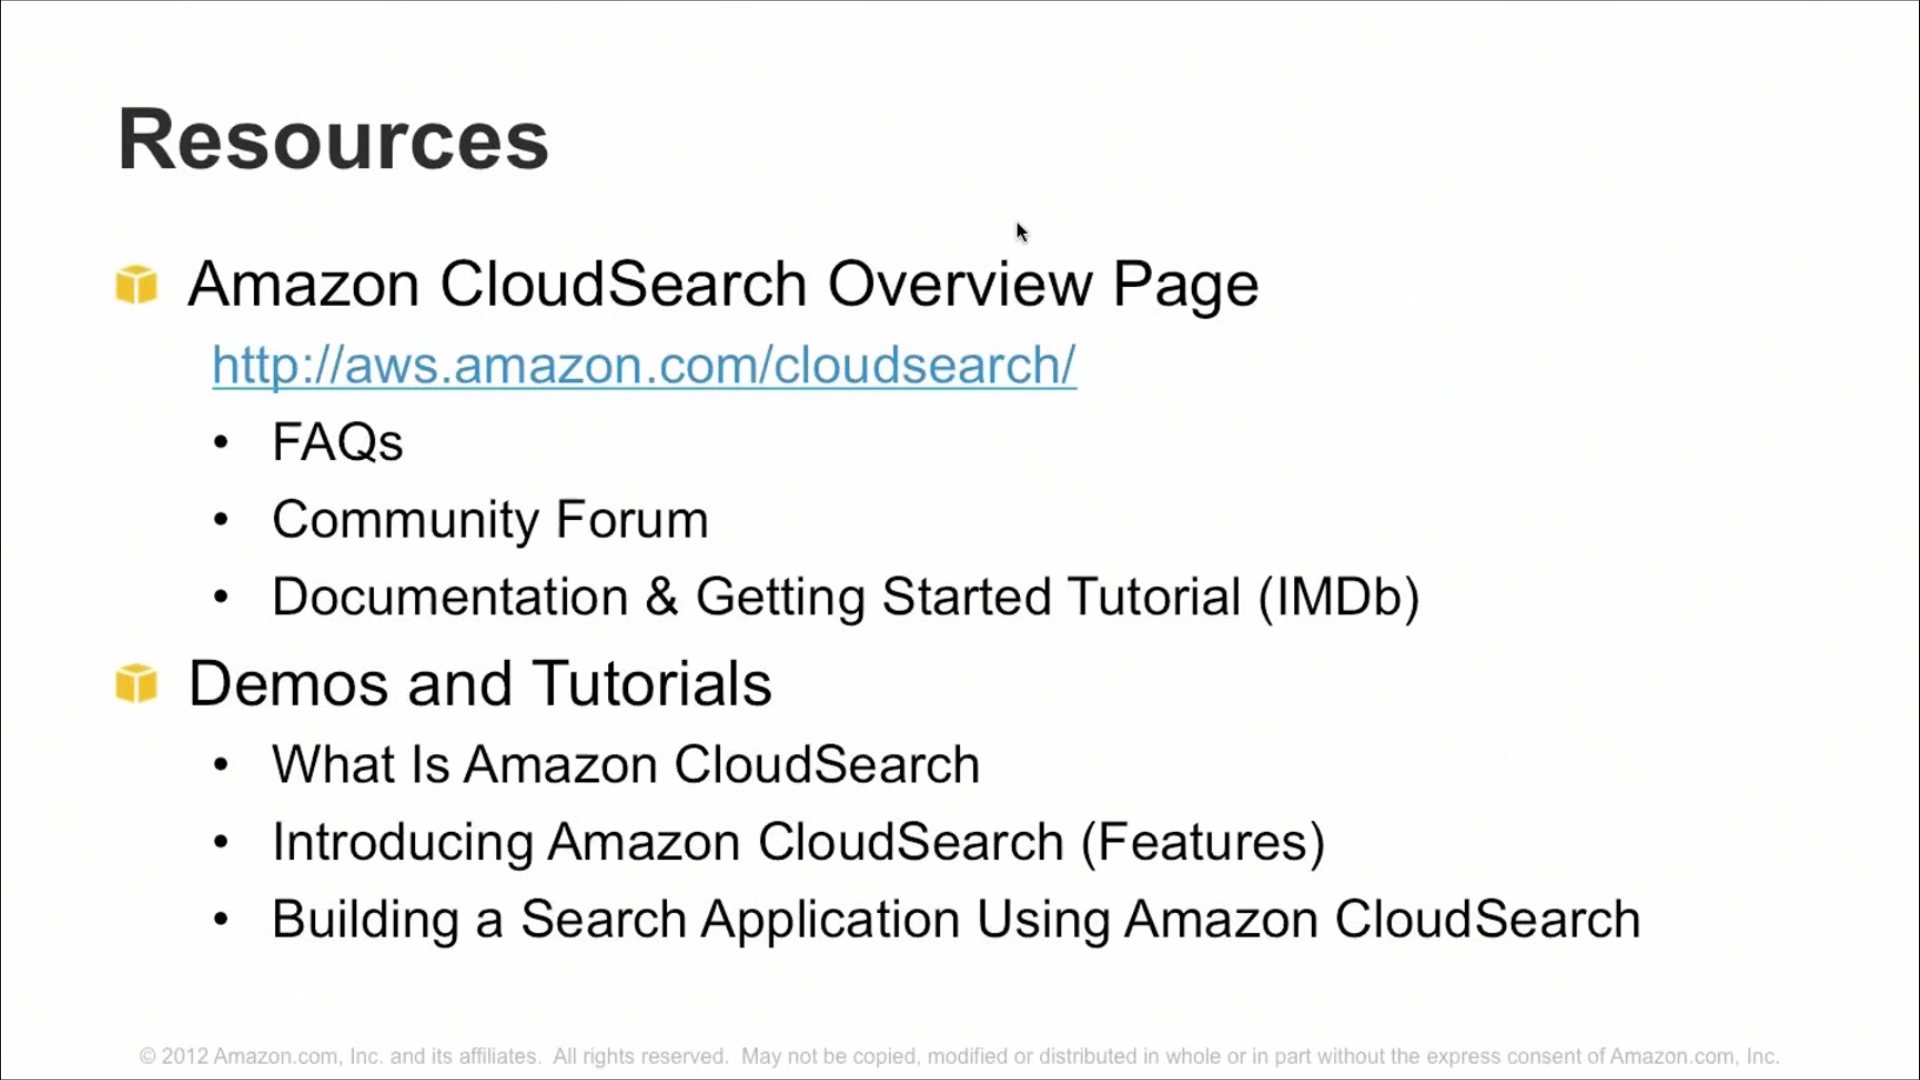 Resources
Amazon CloudSearch Overview Page
http://aws.amazon.com/cloudsearch/
• FAQs
• Community Forum
• Documentation & Getting Started Tutorial (IMDb)
Demos and Tutorials
• What Is Amazon CloudSearch
• Introducing Amazon CloudSearch (Features)
• Building a Search Application Using Amazon CloudSearch
© 2012 Amazon.com, Inc. and its affiliates. All rights reserved. May not be copied, modified or distributed in whole or in part without the express consent of Amazon.com, Inc.